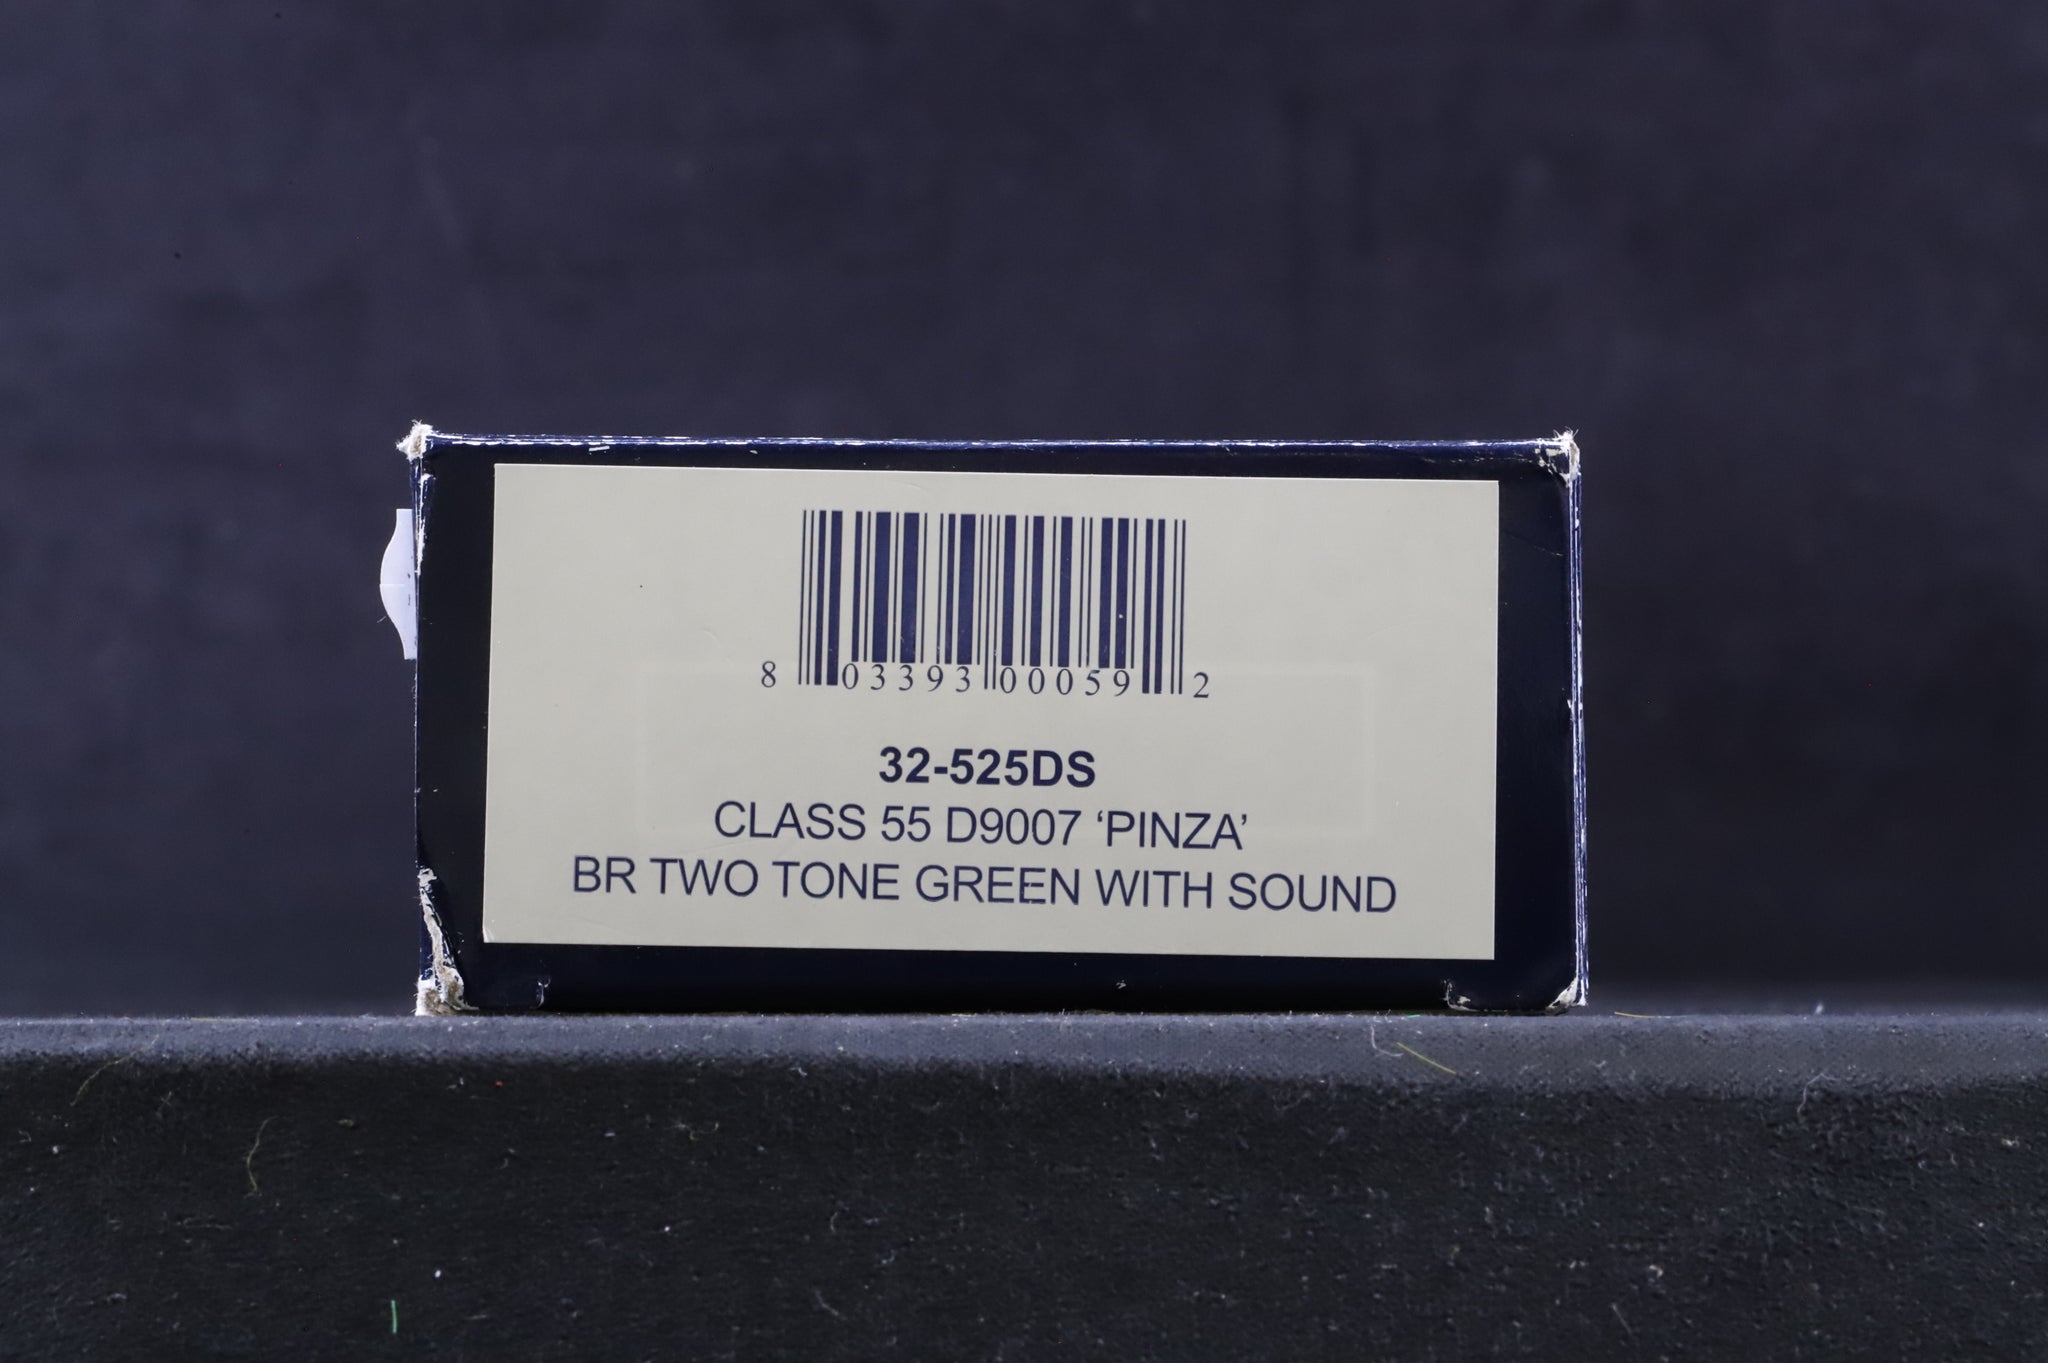 8 03393 00059 2
32-525DS
CLASS 55 D9007 ‘PINZA’
BR TWO TONE GREEN WITH SOUND